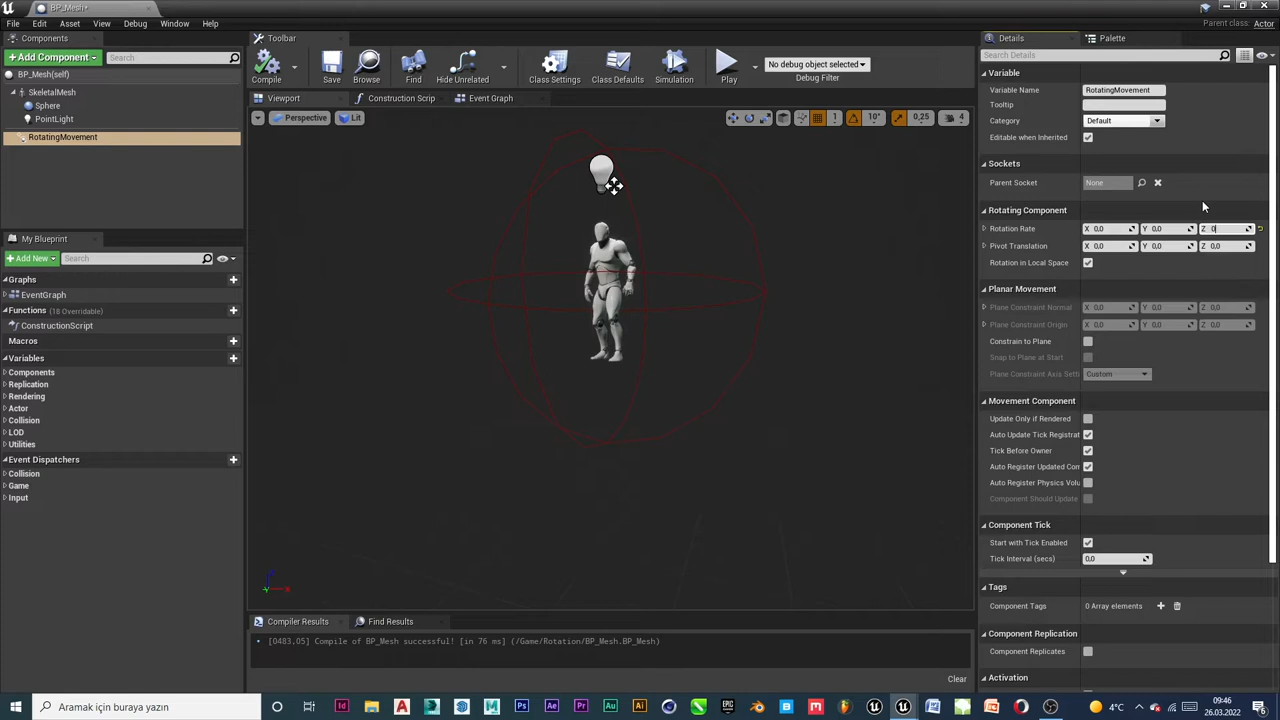 BP_Mesh*
File Edit Asset View Debug Window Help
Parent class: Actor
Components
+Add Component
Search
BP_Mesh(self)
SkeletalMesh
Sphere
PointLight
RotatingMovement
My Blueprint
+Add New
Search
Graphs
EventGraph
Functions (18 Overridable)
ConstructionScript
Macros
Variables
Components
Replication
Rendering
Actor
Collision
LOD
Utilities
Event Dispatchers
Collision
Game
Input
Toolbar
Compile Save Browse Find Hide Unrelated Class Settings Class Defaults Simulation Play
No debug object selected
Debug Filter
Viewport Construction Scrip Event Graph
Perspective Lit
1 10° 0,25 4
Compiler Results Find Results
[0483.05] Compile of BP_Mesh successful! [in 76 ms] (/Game/Rotation/BP_Mesh.BP_Mesh)
Clear
Details Palette
Search Details
Variable
Variable Name RotatingMovement
Tooltip
Category Default
Editable when Inherited
Sockets
Parent Socket None
Rotating Component
Rotation Rate X 0,0 Y 0,0 Z 0
Pivot Translation X 0,0 Y 0,0 Z 0,0
Rotation in Local Space
Planar Movement
Plane Constraint Normal X 0,0 Y 0,0 Z 0,0
Plane Constraint Origin X 0,0 Y 0,0 Z 0,0
Constrain to Plane
Snap to Plane at Start
Plane Constraint Axis Setti Custom
Movement Component
Update Only if Rendered
Auto Update Tick Registrat
Tick Before Owner
Auto Register Updated Con
Auto Register Physics Volu
Component Should Update
Component Tick
Start with Tick Enabled
Tick Interval (secs) 0,0
Tags
Component Tags 0 Array elements
Component Replication
Component Replicates
Activation
Aramak için buraya yazın
4°C
09:46
26.03.2022